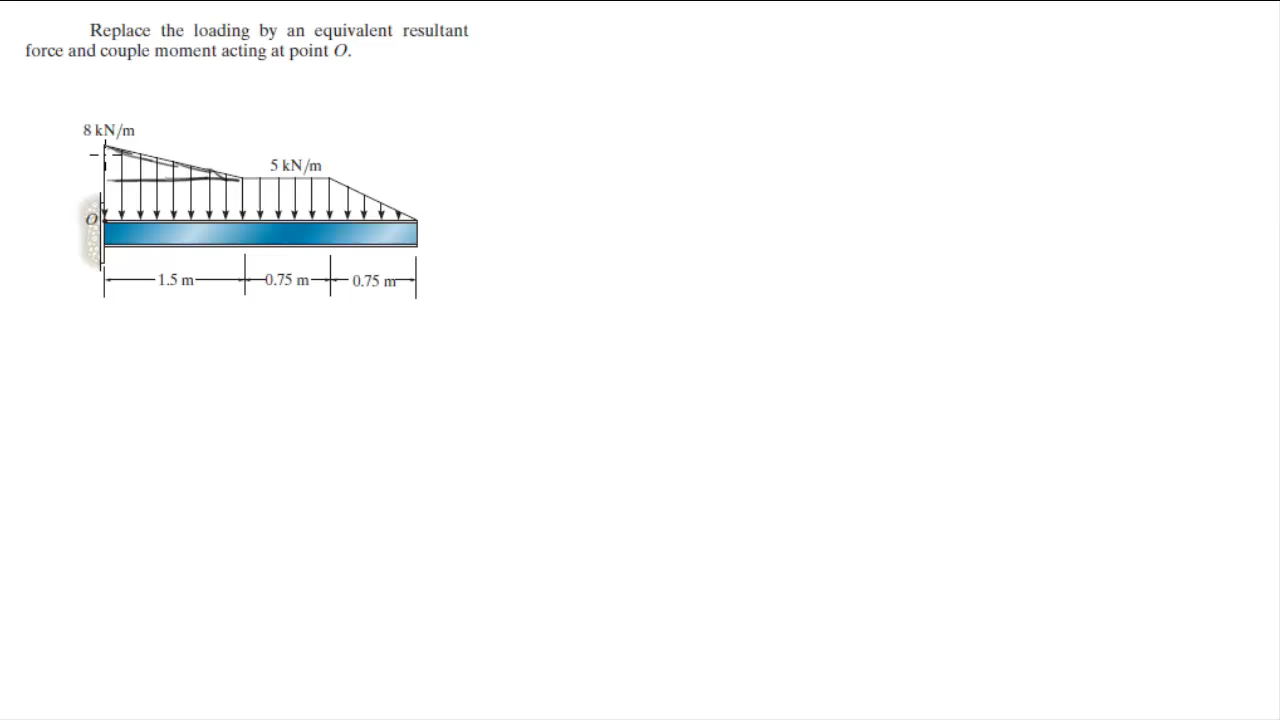 Replace the loading by an equivalent resultant
force and couple moment acting at point O.
8 kN/m
5 kN/m
O
1.5 m
0.75 m
0.75 m